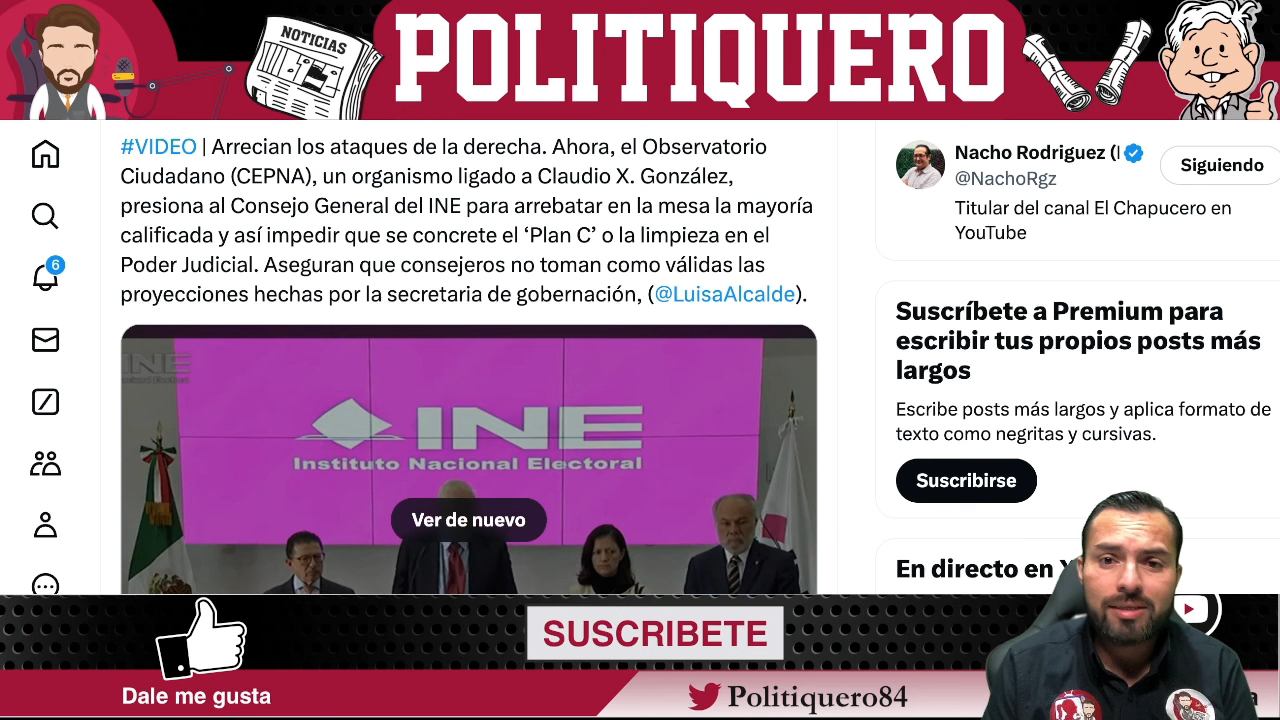 NOTICIAS
POLITIQUERO
#VIDEO | Arrecian los ataques de la derecha. Ahora, el Observatorio
Ciudadano (CEPNA), un organismo ligado a Claudio X. González,
presiona al Consejo General del INE para arrebatar en la mesa la mayoría
calificada y así impedir que se concrete el ‘Plan C’ o la limpieza en el
Poder Judicial. Aseguran que consejeros no toman como válidas las
proyecciones hechas por la secretaria de gobernación, (@LuisaAlcalde).
6
INE
INE
Instituto Nacional Electoral
Ver de nuevo
Nacho Rodriguez (
@NachoRgz
Siguiendo
Titular del canal El Chapucero en
YouTube
Suscríbete a Premium para
escribir tus propios posts más
largos
Escribe posts más largos y aplica formato de
texto como negritas y cursivas.
Suscribirse
En directo en
Dale me gusta
SUSCRIBETE
Politiquero84